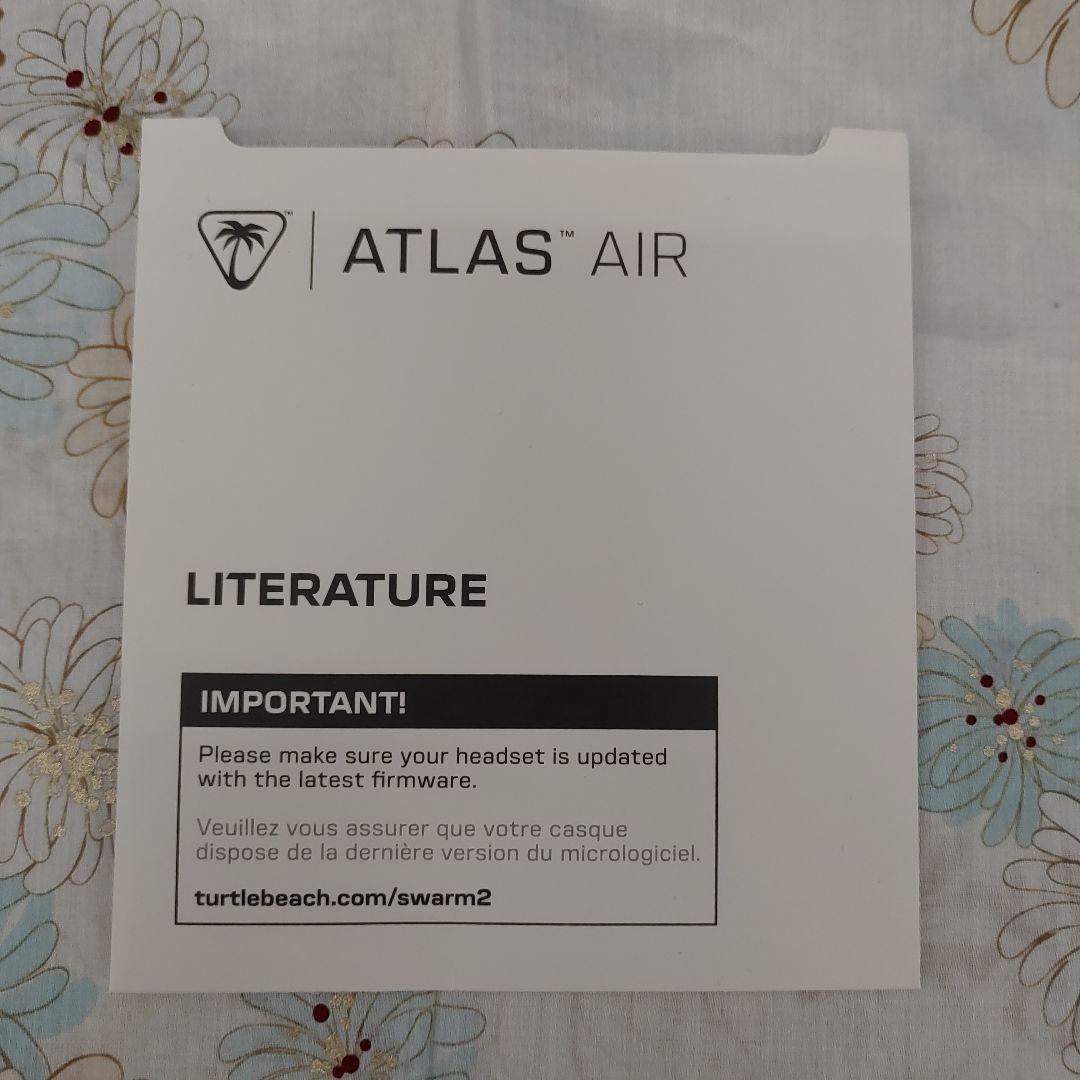 ATLAS™ AIR
LITERATURE
IMPORTANT!
Please make sure your headset is updated
with the latest firmware.
Veuillez vous assurer que votre casque
dispose de la dernière version du micrologiciel.
turtlebeach.com/swarm2